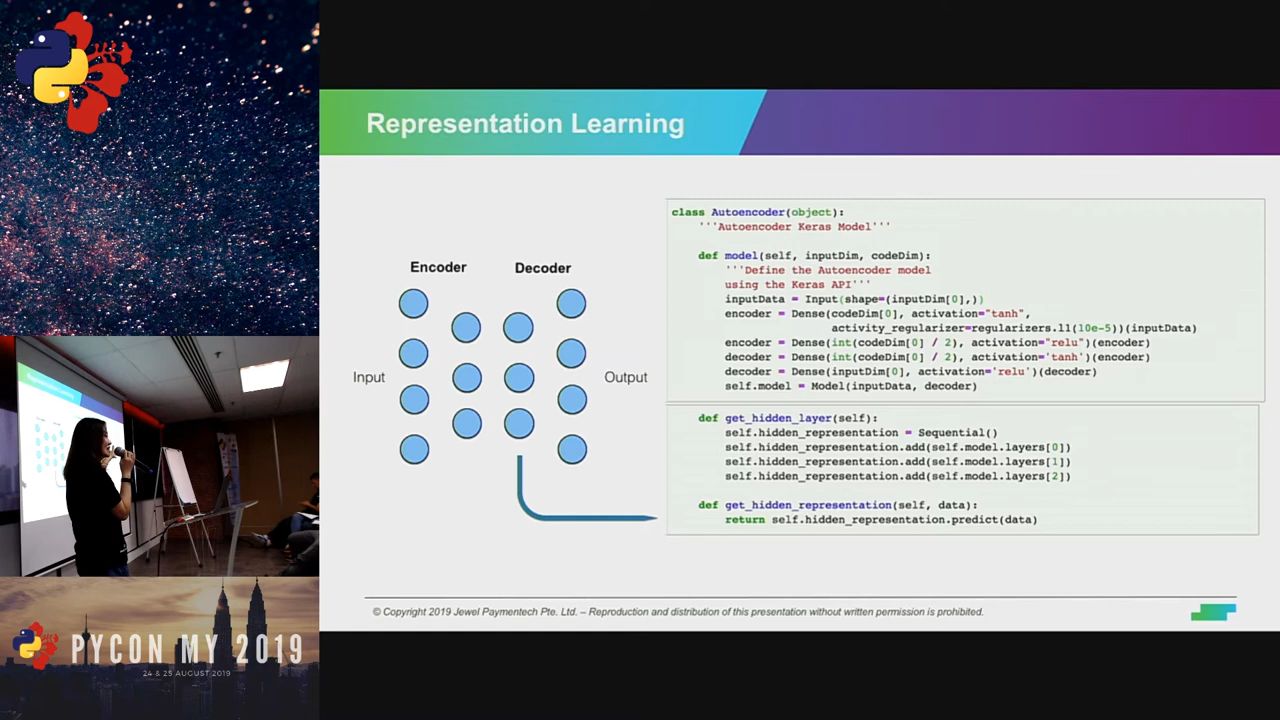 Representation Learning
Encoder
Decoder
Input
Output
class Autoencoder(object):
'''Autoencoder Keras Model'''
def model(self, inputDim, codeDim):
'''Define the Autoencoder model
using the Keras API'''
inputData = Input(shape=(inputDim[0],))
encoder = Dense(codeDim[0], activation="tanh",
activity_regularizer=regularizers.l1(10e-5))(inputData)
encoder = Dense(int(codeDim[0] / 2), activation="relu")(encoder)
decoder = Dense(int(codeDim[0] / 2), activation='tanh')(encoder)
decoder = Dense(inputDim[0], activation='relu')(decoder)
self.model = Model(inputData, decoder)
def get_hidden_layer(self):
self.hidden_representation = Sequential()
self.hidden_representation.add(self.model.layers[0])
self.hidden_representation.add(self.model.layers[1])
self.hidden_representation.add(self.model.layers[2])
def get_hidden_representation(self, data):
return self.hidden_representation.predict(data)
© Copyright 2019 Jewel Paymentech Pte. Ltd. – Reproduction and distribution of this presentation without written permission is prohibited.
Representation Learning
PYCON MY 2019
24 & 25 AUGUST 2019